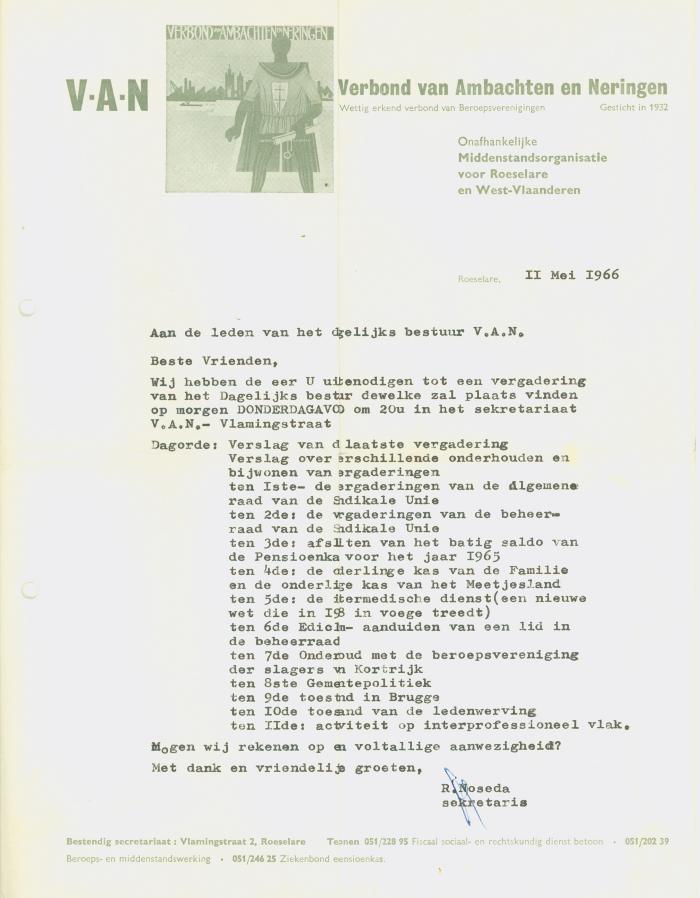 VERBOND VAN AMBACHTEN EN NERINGEN
V·A·N
Verbond van Ambachten en Neringen
Wettig erkend verbond van Beroepsverenigingen Gesticht in 1932
Onafhankelijke
Middenstandsorganisatie
voor Roeselare
en West-Vlaanderen
Roeselare, II Mei I966
Aan de leden van het dgelijks bestuur V.A.N.
Beste Vrienden,
Wij hebben de eer U uitenodigen tot een vergadering
van het Dagelijks bestur dewelke zal plaats vinden
op morgen DONDERDAGAVOD om 20u in het sekretariaat
V.A.N.- Vlamingstraat
Dagorde: Verslag van d laatste vergadering
Verslag over erschillende onderhouden en
bijwonen van ergaderingen
ten Iste- de ergaderingen van de Algemene
raad van de Sndikale Unie
ten 2de: de vrgaderingen van de beheer-
raad van de Sndikale Unie
ten 3de: afsliten van het batig saldo van
de Pensioenka voor het jaar I965
ten 4de: de oderlinge kas van de Familie
en de onderlige kas van het Meetjesland
ten 5de: de itermedische dienst(een nieuwe
wet die in I98 in voege treedt)
ten 6de Ediclm- aanduiden van een lid in
de beheerraad
ten 7de Onderoud met de beroepsvereniging
der slagers vn Kortrijk
ten 8ste Gemeetepolitiek
ten 9de toestnd in Brugge
ten I0de toesand van de ledenwerving
ten IIde: actviteit op interprofessioneel vlak.
Mogen wij rekenen op en voltallige aanwezigheid?
Met dank en vriendelije groeten,
R.Noseda
sekretaris
Bestendig secretariaat : Vlamingstraat 2, Roeselare Teonen 051/228 95 Fiscaal sociaal- en rechtskundig dienst betoon · 051/202 39
Beroeps- en middenstandswerking · 051/246 25 Ziekenbond eensioenkas.